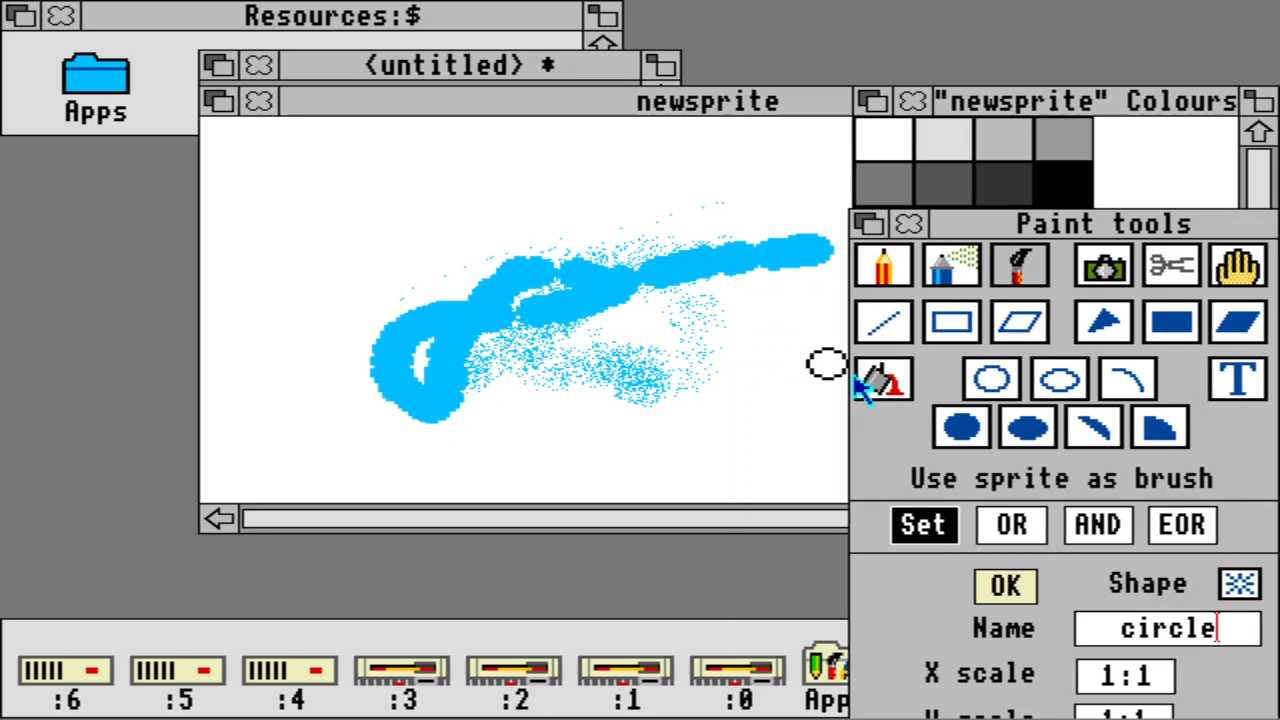 Resources:$
Apps
<untitled> *
newsprite
"newsprite" Colours
Paint tools
T
Use sprite as brush
Set OR AND EOR
OK Shape
Name circle
X scale 1:1
:6 :5 :4 :3 :2 :1 :0 App